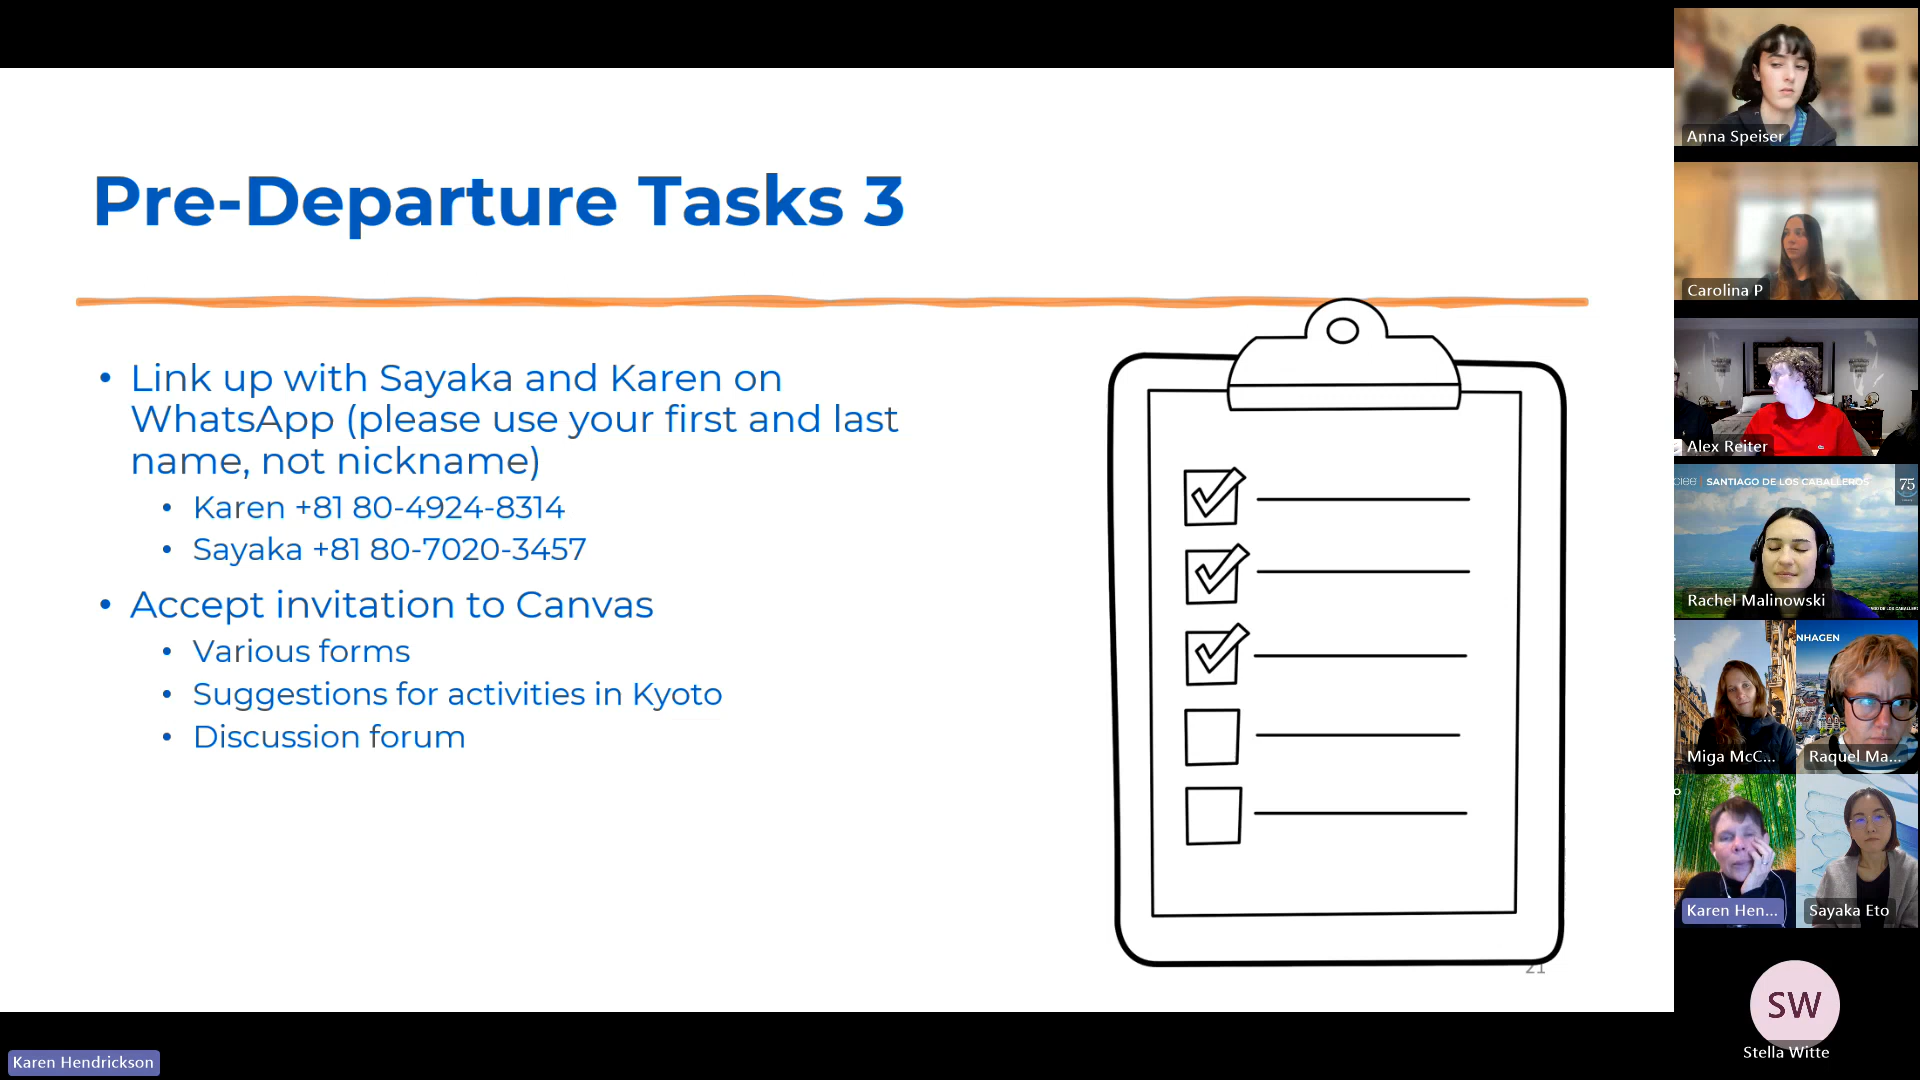 Pre-Departure Tasks 3
• Link up with Sayaka and Karen on
WhatsApp (please use your first and last
name, not nickname)
• Karen +81 80-4924-8314
• Sayaka +81 80-7020-3457
• Accept invitation to Canvas
• Various forms
• Suggestions for activities in Kyoto
• Discussion forum
21
Karen Hendrickson
Anna Speiser
Carolina P
Alex Reiter
ciee | SANTIAGO DE LOS CABALLEROS
75
Rachel Malinowski
NHAGEN
Miga McC...
Raquel Ma...
Karen Hen...
Sayaka Eto
SW
Stella Witte